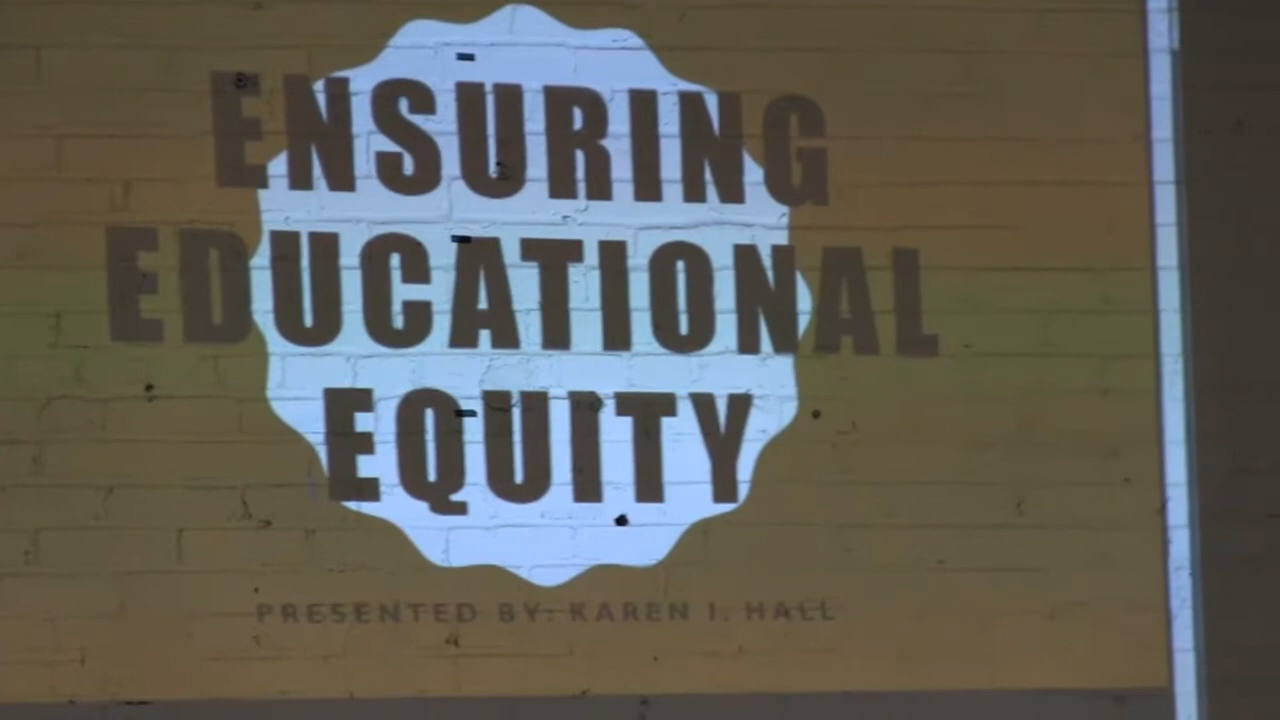 ENSURING
EDUCATIONAL
EQUITY
PRESENTED BY: KAREN I. HALL